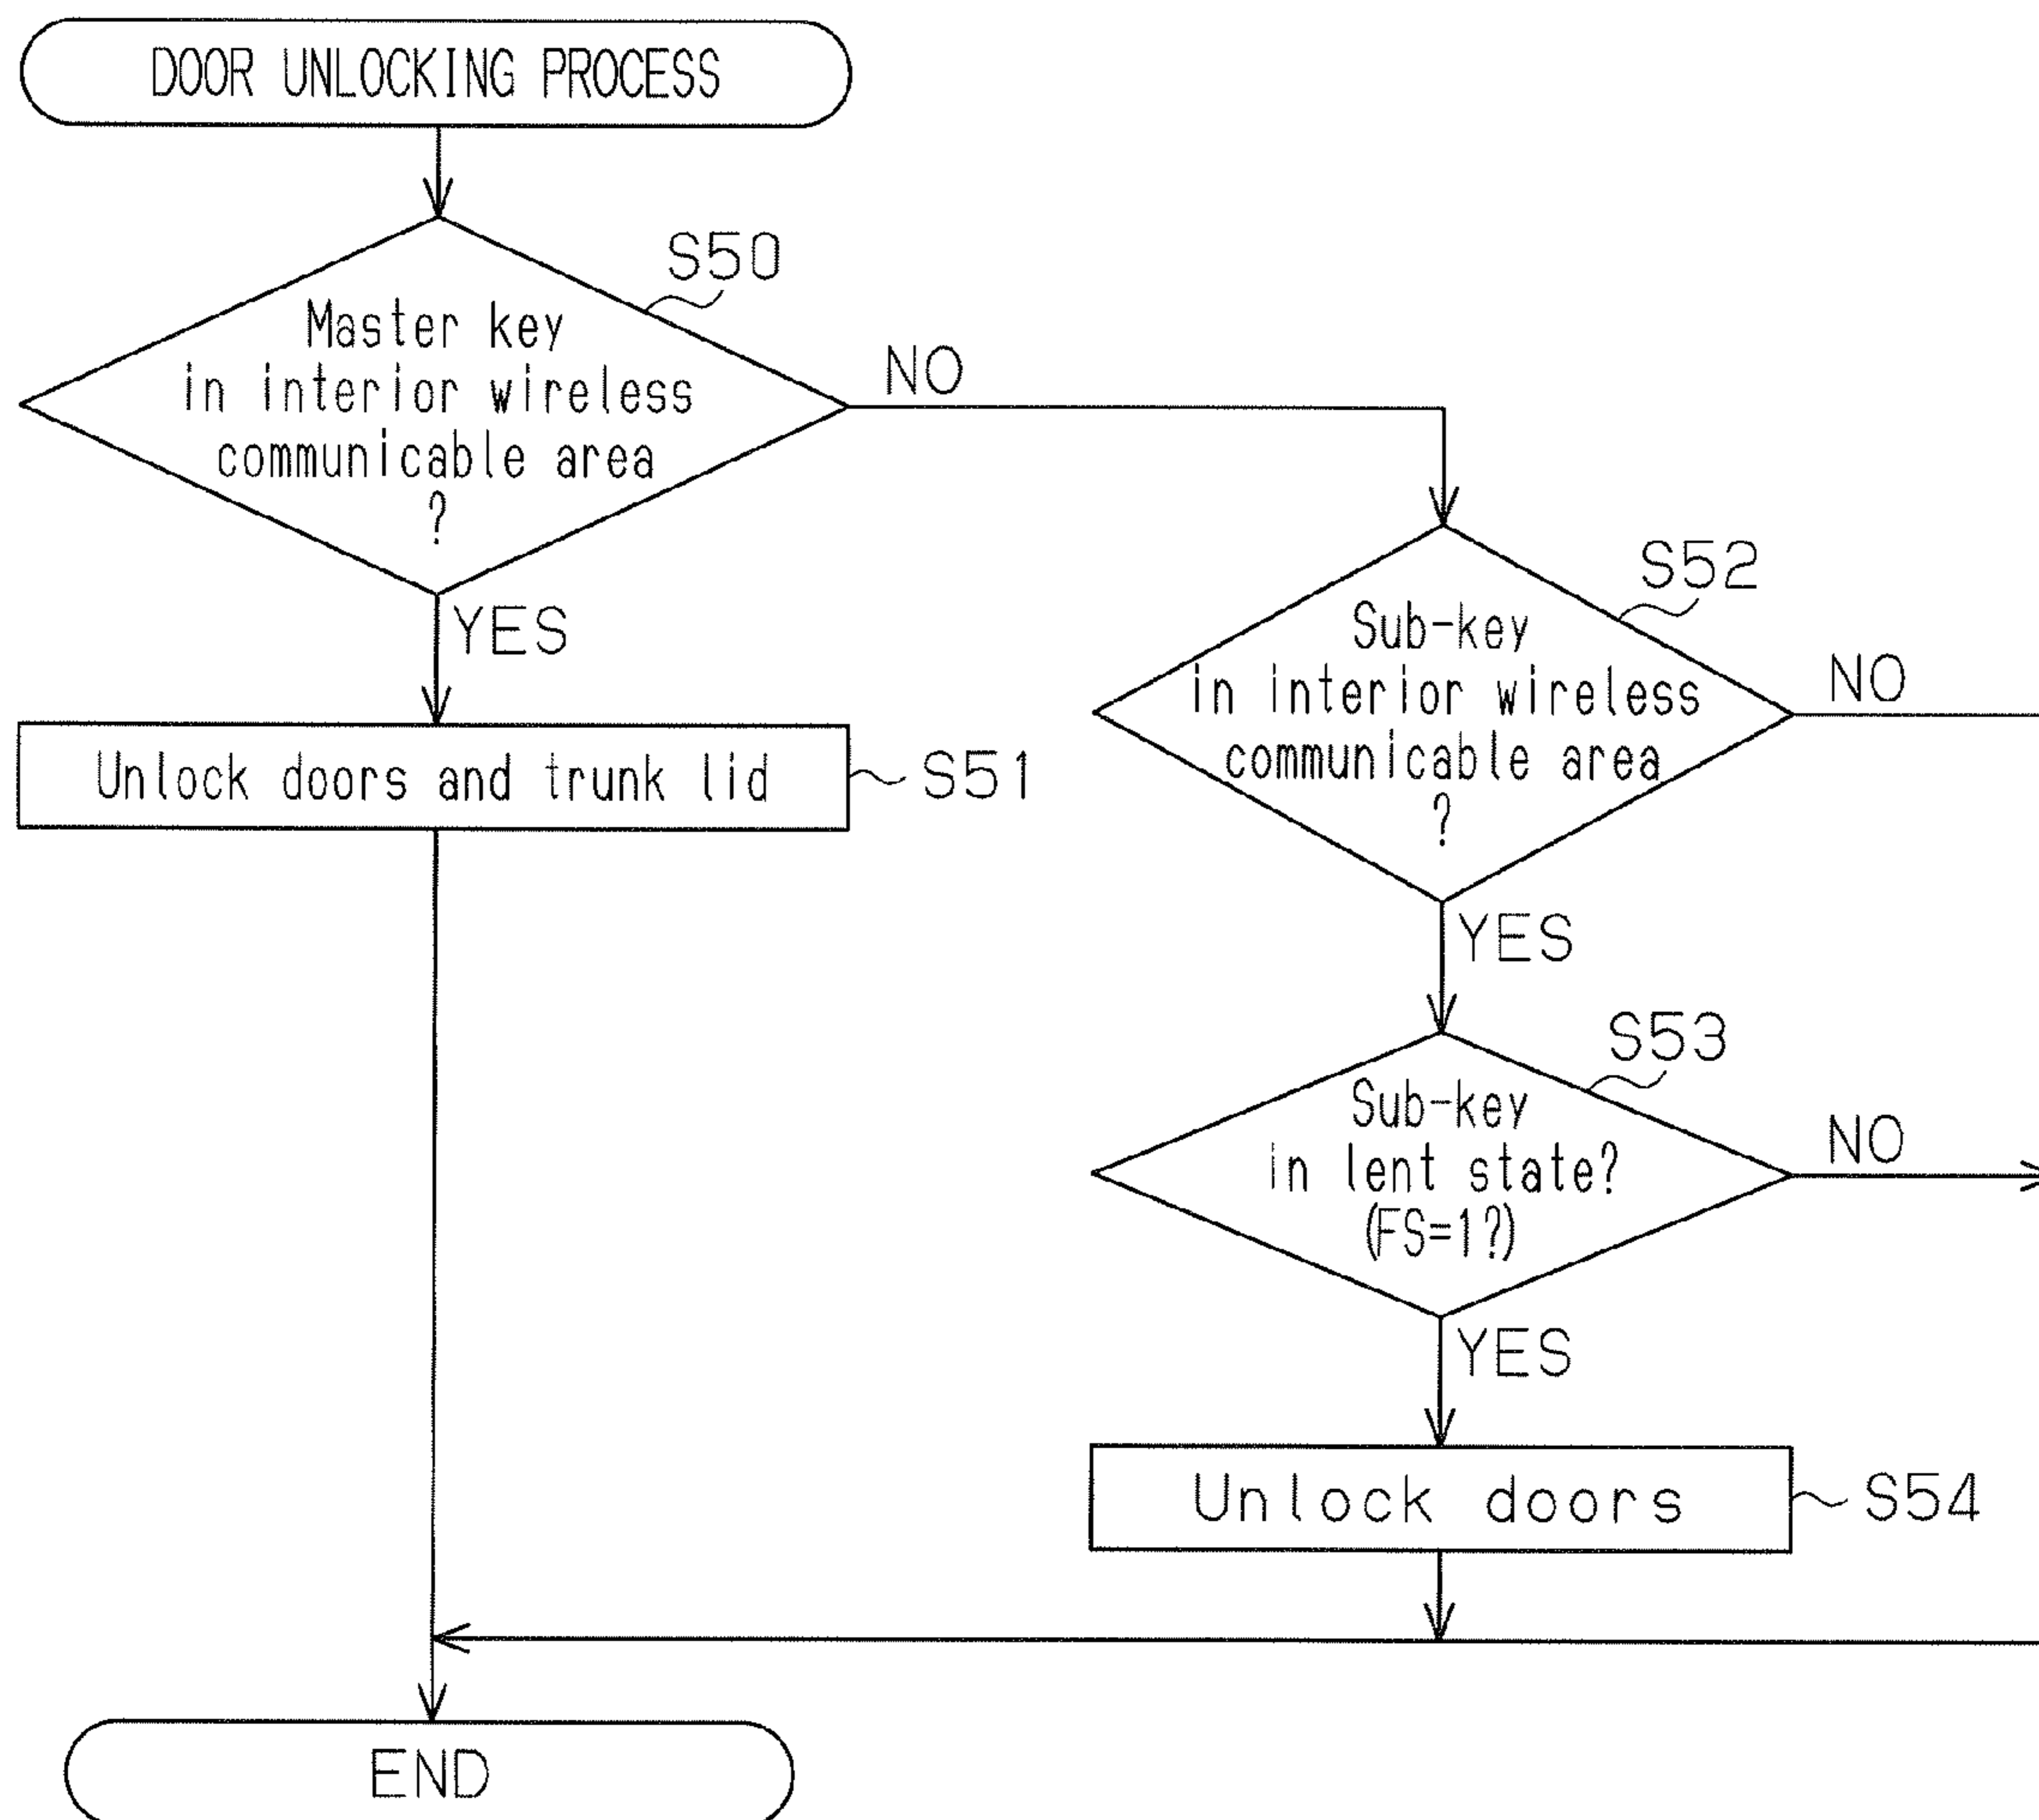 DOOR UNLOCKING PROCESS
S50
Master key
in interior wireless
communicable area
?
NO
YES
Unlock doors and trunk lid
S51
S52
Sub-key
in interior wireless
communicable area
?
NO
YES
S53
Sub-key
in lent state?
(FS=1?)
NO
YES
Unlock doors
S54
END